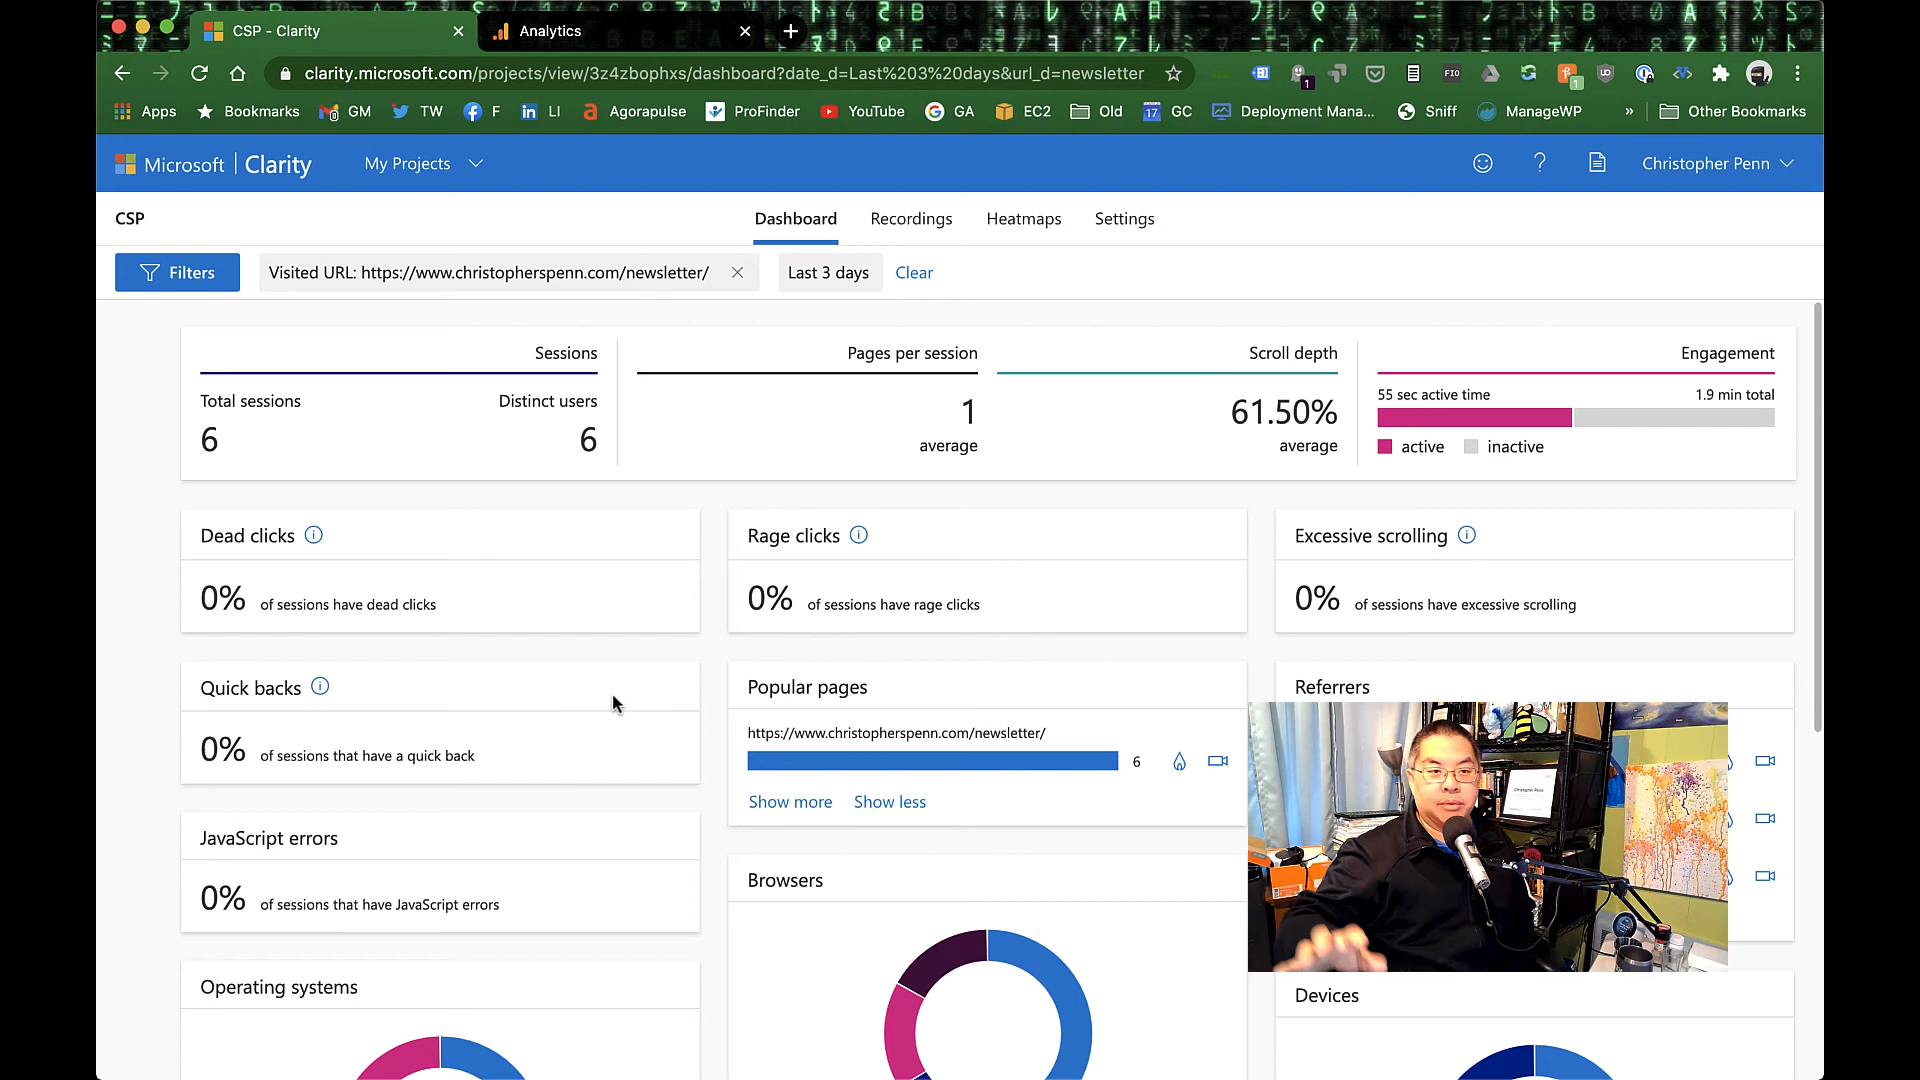 CSP - Clarity
Analytics
clarity.microsoft.com/projects/view/3z4zbophxs/dashboard?date_d=Last%203%20days&url_d=newsletter
FIO
1
1
Apps
Bookmarks
GM
TW
F
LI
Agorapulse
ProFinder
YouTube
GA
EC2
Old
17
GC
Deployment Mana...
Sniff
ManageWP
»
Other Bookmarks
Microsoft | Clarity
My Projects
Christopher Penn
CSP
Dashboard
Recordings
Heatmaps
Settings
Filters
Visited URL: https://www.christopherspenn.com/newsletter/
Last 3 days
Clear
Sessions
Total sessions
Distinct users
6
6
Pages per session
1
average
Scroll depth
61.50%
average
Engagement
55 sec active time
1.9 min total
active
inactive
Dead clicks
0% of sessions have dead clicks
Rage clicks
0% of sessions have rage clicks
Excessive scrolling
0% of sessions have excessive scrolling
Quick backs
0% of sessions that have a quick back
Popular pages
https://www.christopherspenn.com/newsletter/
6
Show more
Show less
Referrers
Christopher Penn
JavaScript errors
0% of sessions that have JavaScript errors
Browsers
Operating systems
Devices